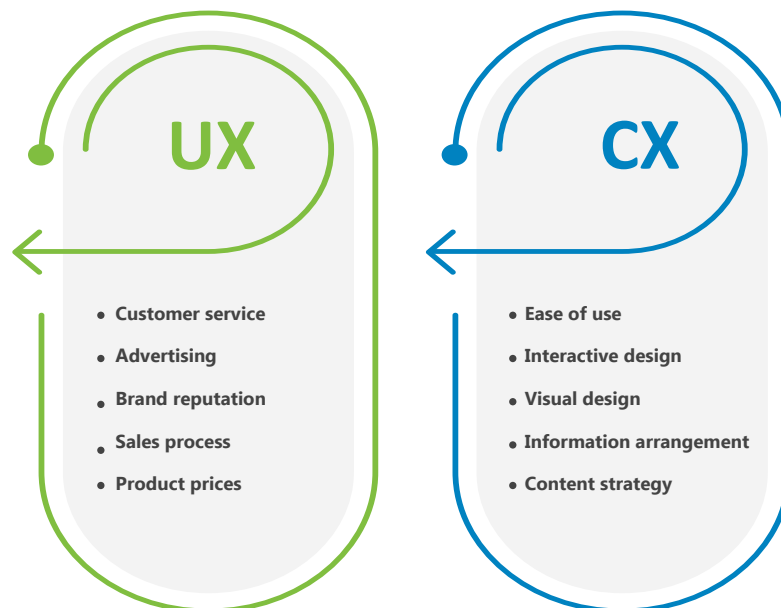 UX
• Customer service
• Advertising
• Brand reputation
• Sales process
• Product prices
CX
• Ease of use
• Interactive design
• Visual design
• Information arrangement
• Content strategy